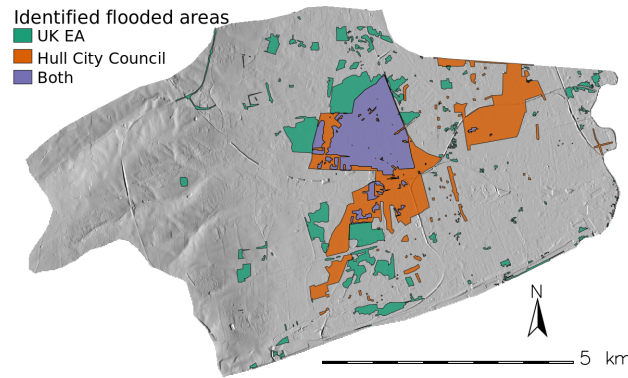 Identified flooded areas
UK EA
Hull City Council
Both
N
5 km